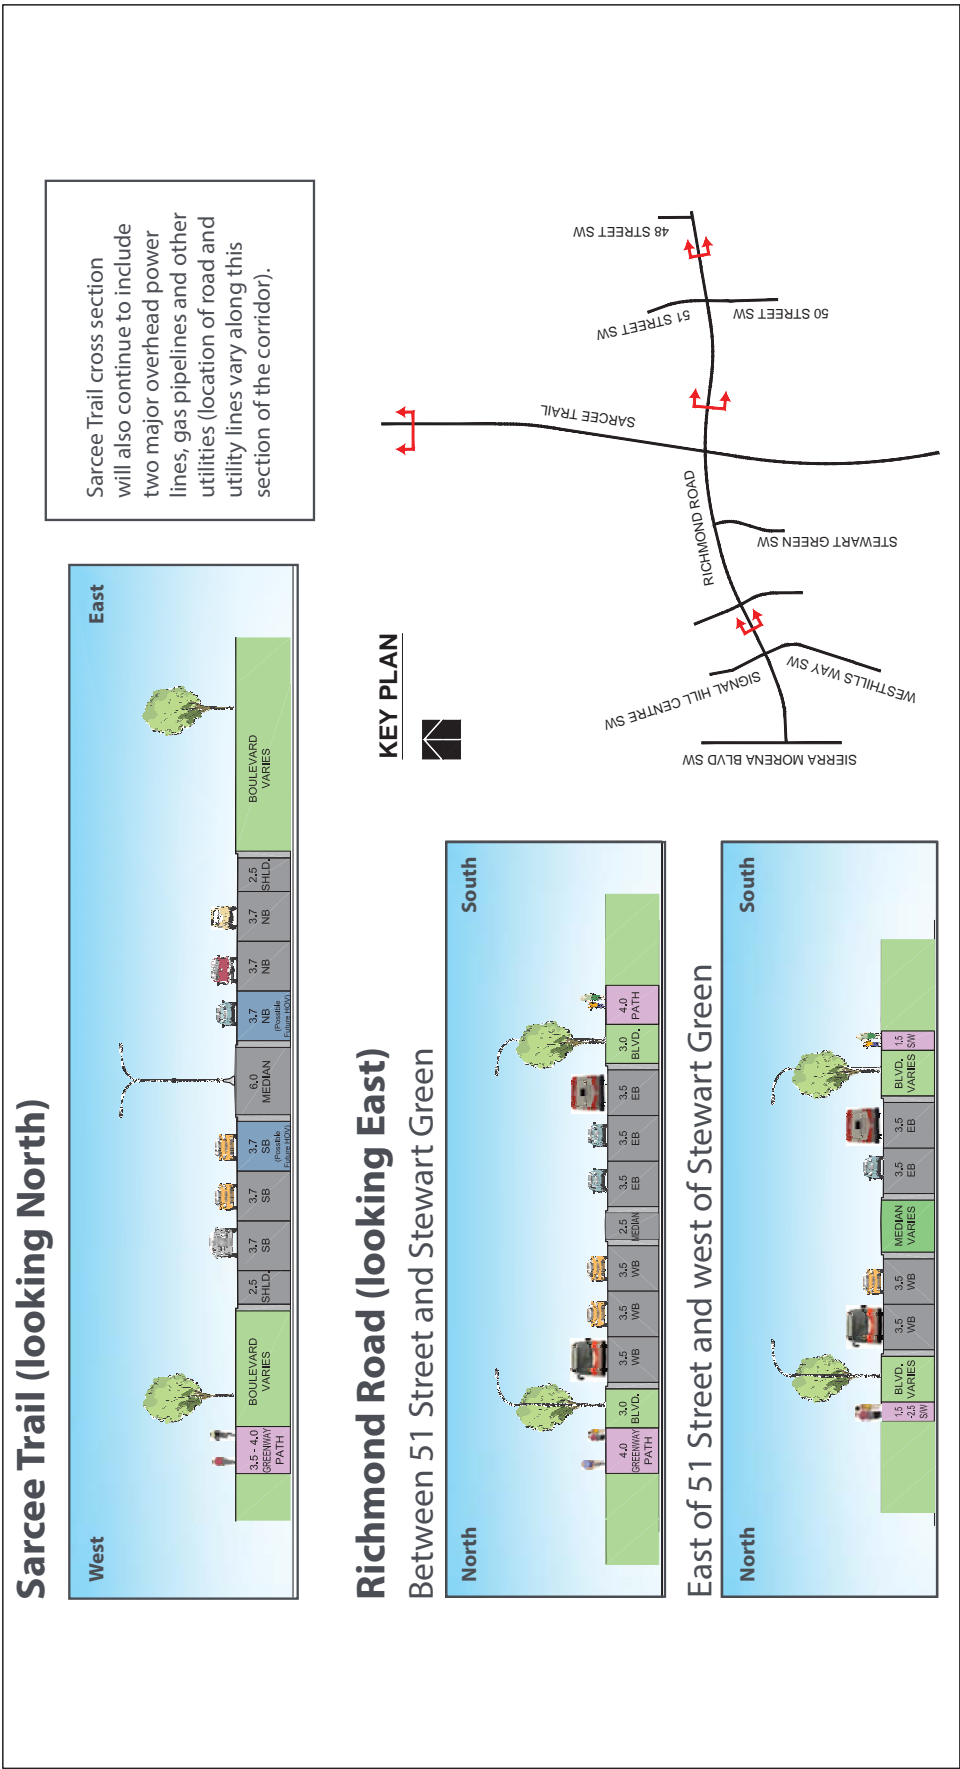 Sarcee Trail (looking North)
West
East
3.5 - 4.0
GREENWAY
PATH
BOULEVARD
VARIES
2.5
SHLD.
3.7
SB
3.7
SB
3.7
SB
(Possible
Future HOV)
6.0
MEDIAN
3.7
NB
(Possible
Future HOV)
3.7
NB
3.7
NB
2.5
SHLD.
BOULEVARD
VARIES
Sarcee Trail cross section
will also continue to include
two major overhead power
lines, gas pipelines and other
utilities (location of road and
utility lines vary along this
section of the corridor).
Richmond Road (looking East)
Between 51 Street and Stewart Green
North
South
4.0
GREENWAY
PATH
3.0
BLVD.
3.5
WB
3.5
WB
3.5
WB
2.5
MEDIAN
3.5
EB
3.5
EB
3.5
EB
3.0
BLVD.
4.0
PATH
East of 51 Street and west of Stewart Green
North
South
1.5
-2.5
S/W
BLVD.
VARIES
3.5
WB
3.5
WB
MEDIAN
VARIES
3.5
EB
3.5
EB
BLVD.
VARIES
1.5
S/W
KEY PLAN
SIERRA MORENA BLVD SW
SIGNAL HILL CENTRE SW
WESTHILLS WAY SW
RICHMOND ROAD
STEWART GREEN SW
SARCEE TRAIL
51 STREET SW
50 STREET SW
48 STREET SW